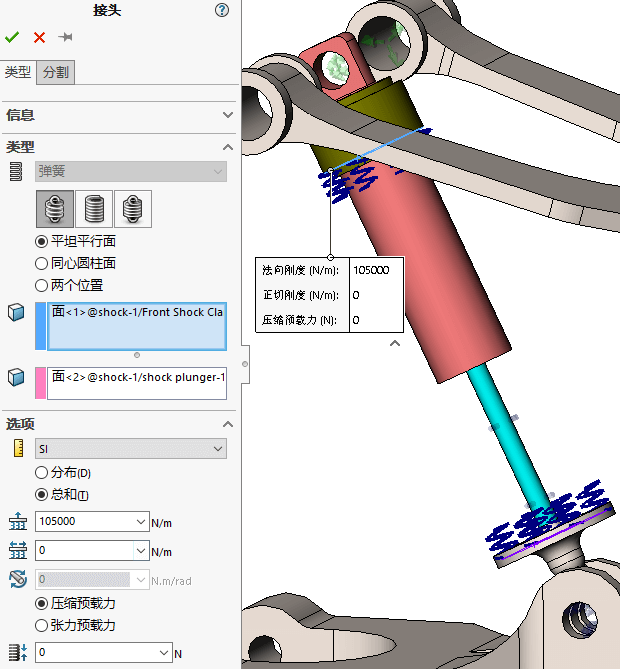 接头
类型
分割
信息
类型
弹簧
平坦平行面
同心圆柱面
两个位置
面<1>@shock-1/Front Shock Cla
面<2>@shock-1/shock plunger-1
选项
SI
分布(D)
总和(T)
105000 N/m
0 N/m
0 N.m/rad
压缩预载力
张力预载力
0 N
法向刚度 (N/m): 105000
正切刚度 (N/m): 0
压缩预载力 (N): 0